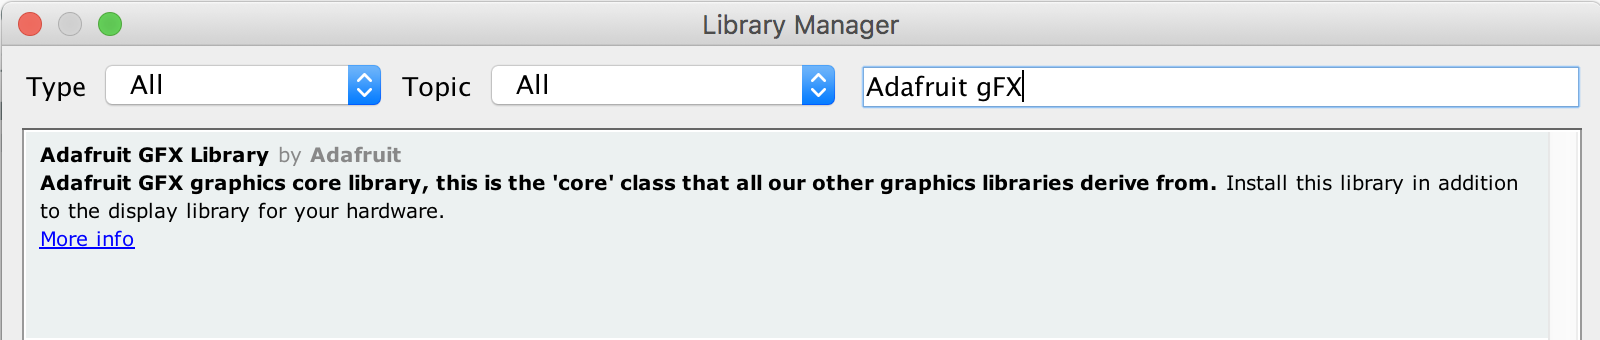 Library Manager
Type All Topic All Adafruit gFX
Adafruit GFX Library by Adafruit
Adafruit GFX graphics core library, this is the 'core' class that all our other graphics libraries derive from. Install this library in addition
to the display library for your hardware.
More info